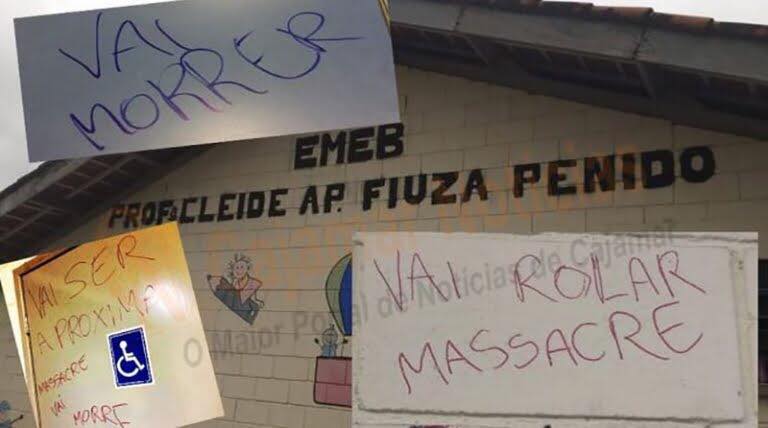 VAI
MORRER
EMEB
PROFª CLEIDE AP. FIUZA PENIDO
VAI SER
A PROXIMA
MASSACRE
VAI
MORRE
VAI ROLAR
MASSACRE
O Maior Portal de Notícias de Cajamar